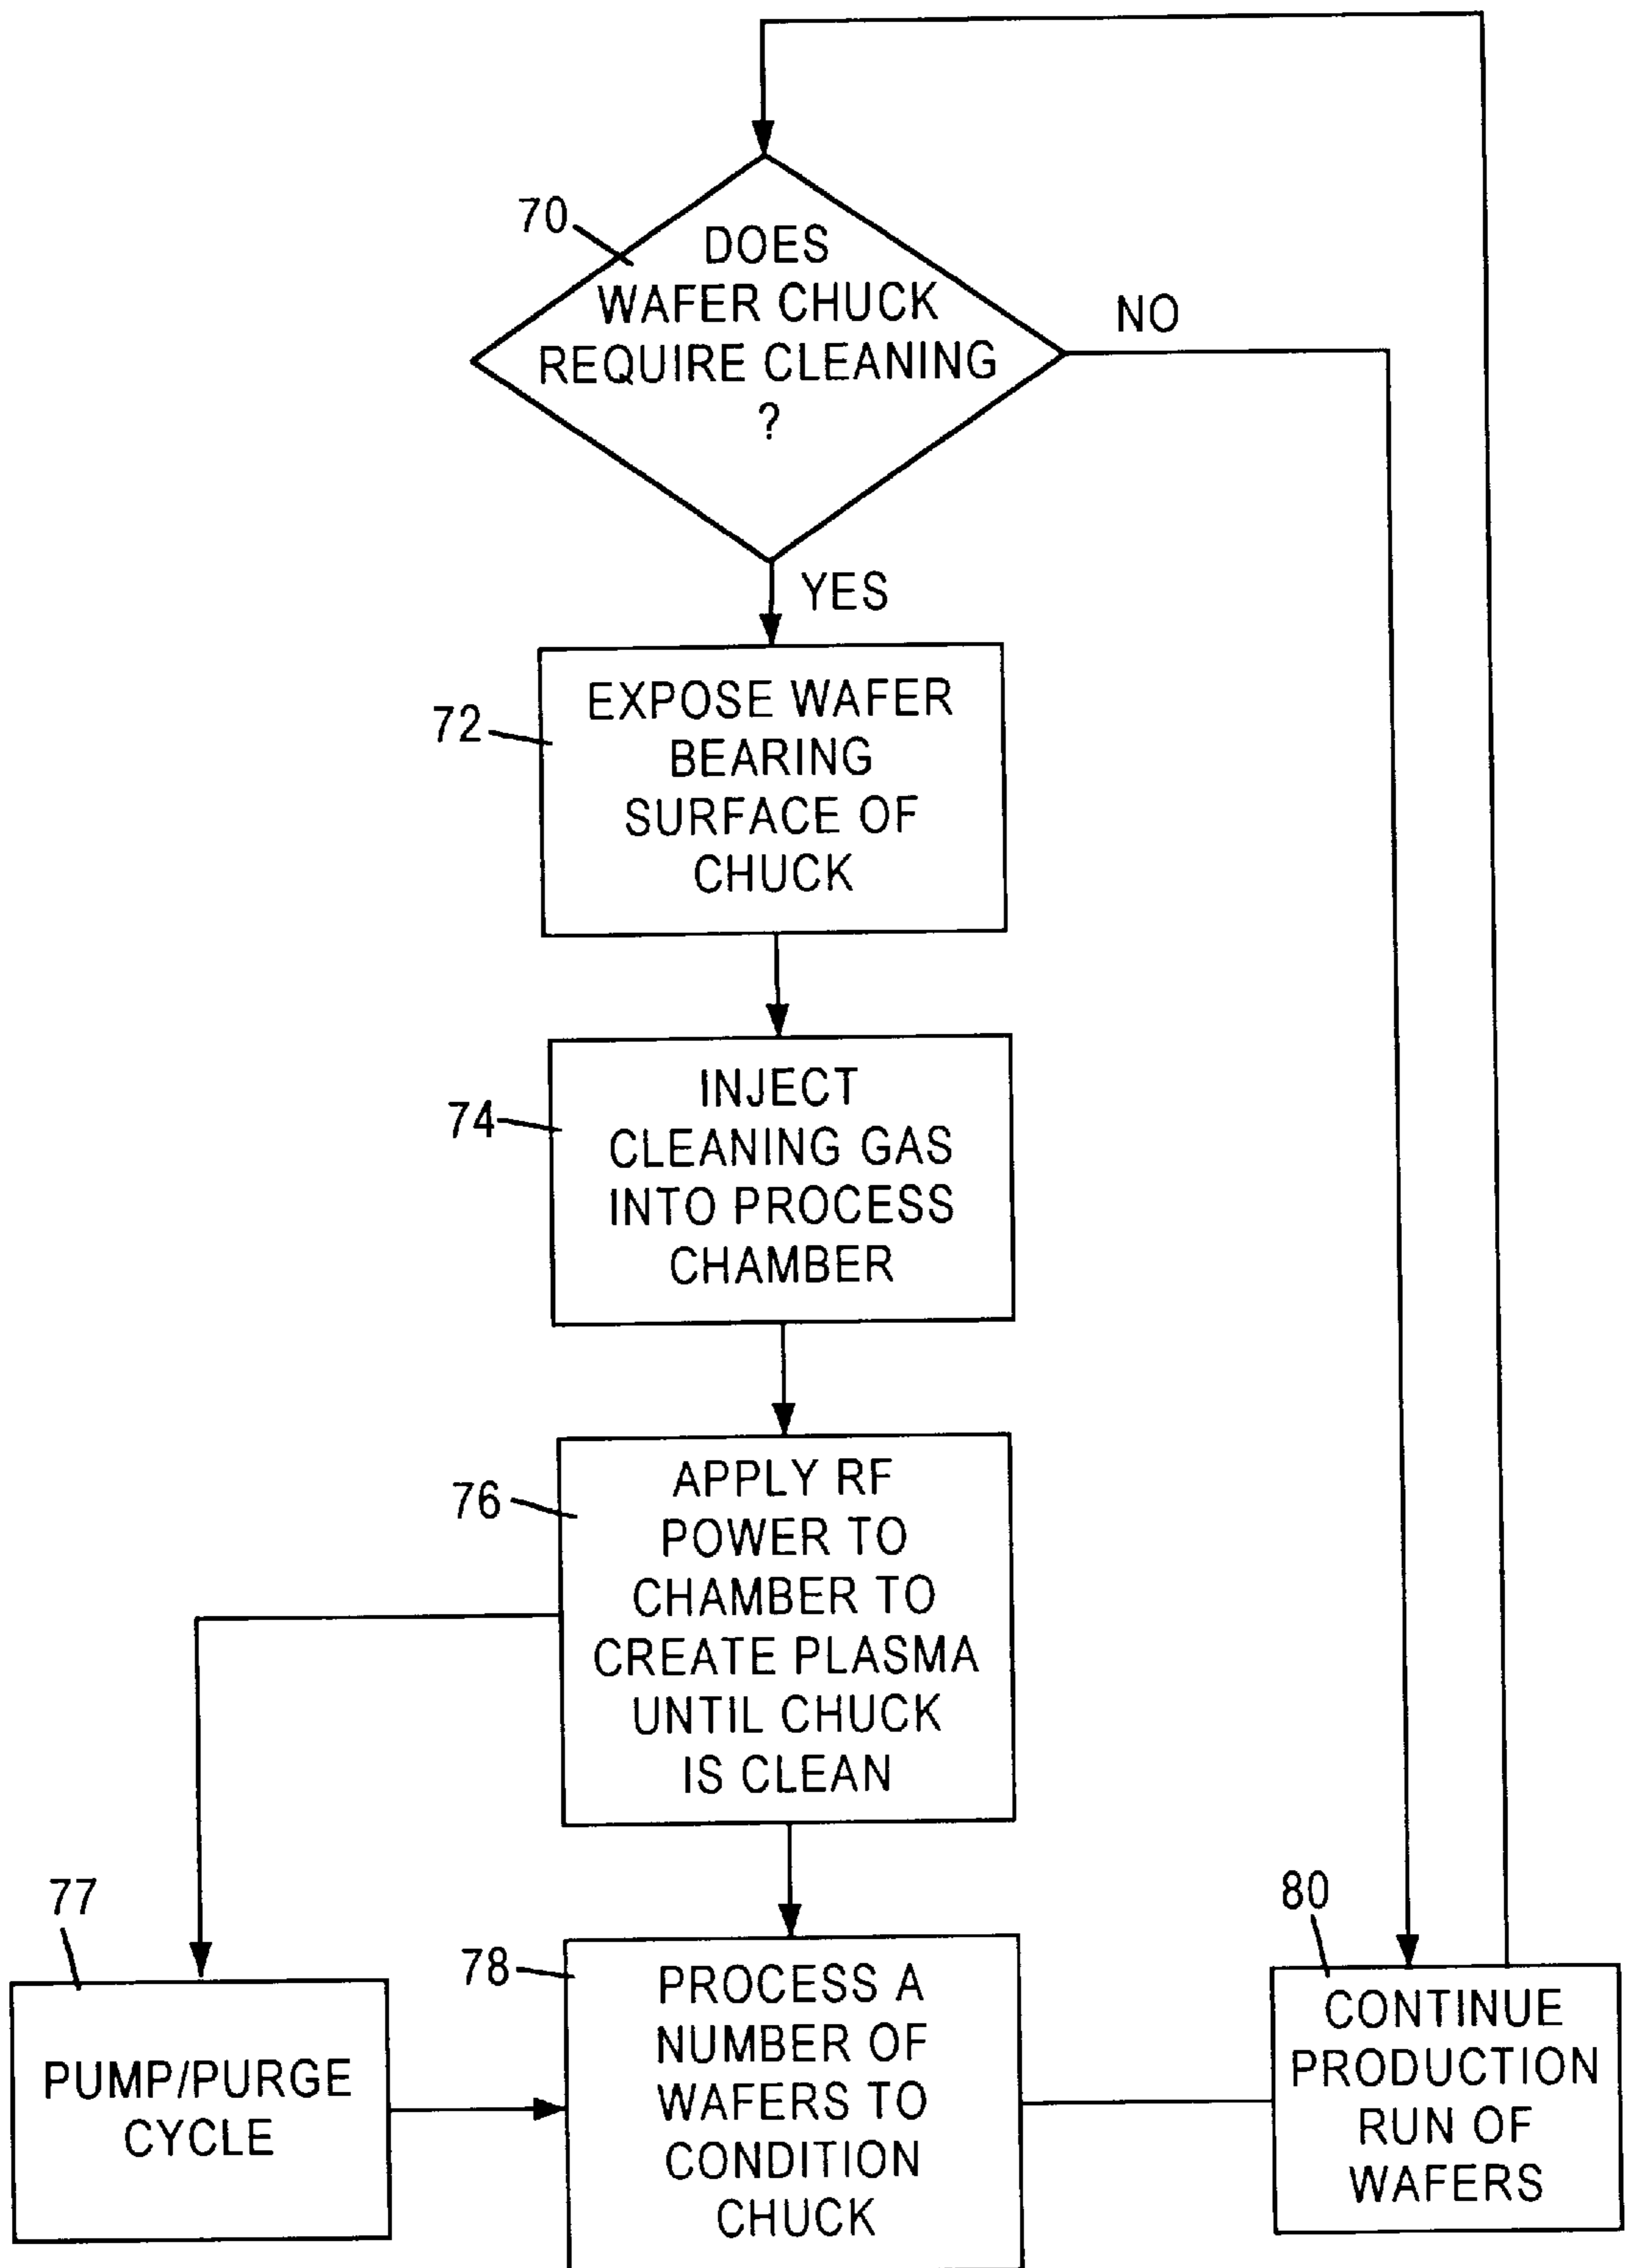 70
DOES
WAFER CHUCK
REQUIRE CLEANING
?
NO
YES
72
EXPOSE WAFER
BEARING
SURFACE OF
CHUCK
74
INJECT
CLEANING GAS
INTO PROCESS
CHAMBER
76
APPLY RF
POWER TO
CHAMBER TO
CREATE PLASMA
UNTIL CHUCK
IS CLEAN
77
PUMP/PURGE
CYCLE
78
PROCESS A
NUMBER OF
WAFERS TO
CONDITION
CHUCK
80
CONTINUE
PRODUCTION
RUN OF
WAFERS